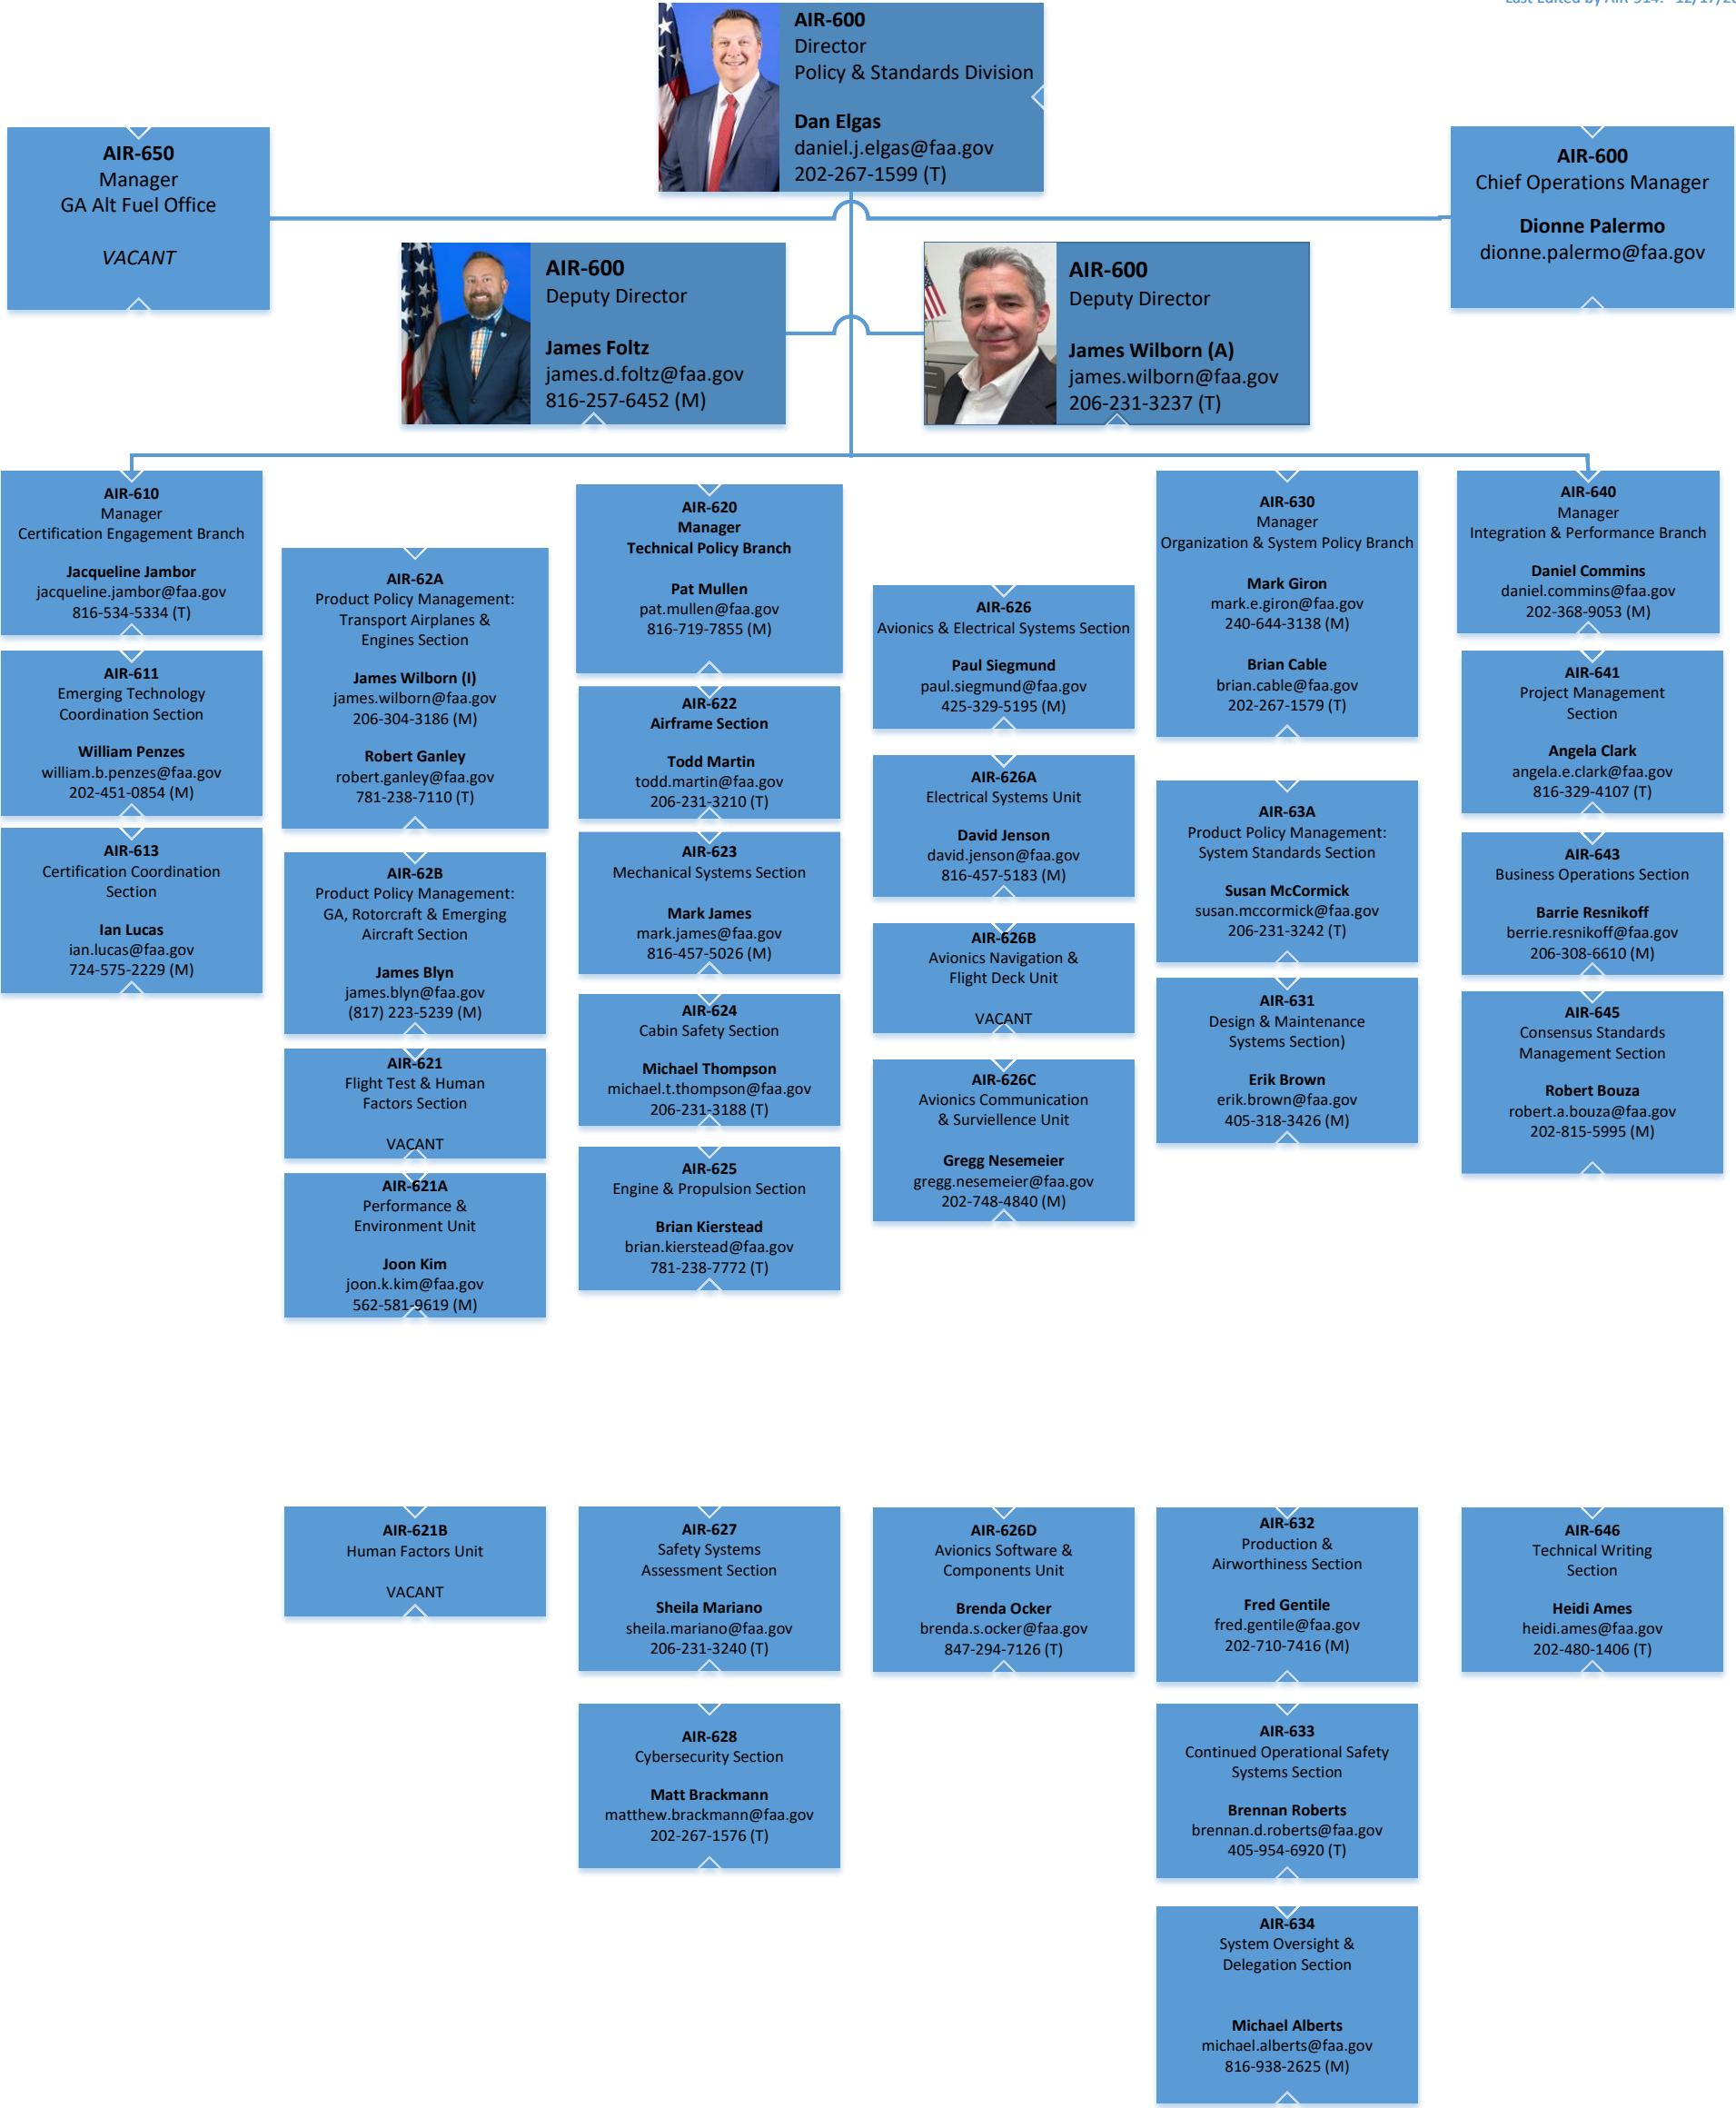 Last Edited by AIR-914: 12/17/20
AIR-600
Director
Policy & Standards Division
Dan Elgas
daniel.j.elgas@faa.gov
202-267-1599 (T)
AIR-650
Manager
GA Alt Fuel Office
VACANT
AIR-600
Chief Operations Manager
Dionne Palermo
dionne.palermo@faa.gov
AIR-600
Deputy Director
James Foltz
james.d.foltz@faa.gov
816-257-6452 (M)
AIR-600
Deputy Director
James Wilborn (A)
james.wilborn@faa.gov
206-231-3237 (T)
AIR-610
Manager
Certification Engagement Branch
Jacqueline Jambor
jacqueline.jambor@faa.gov
816-534-5334 (T)
AIR-611
Emerging Technology
Coordination Section
William Penzes
william.b.penzes@faa.gov
202-451-0854 (M)
AIR-613
Certification Coordination
Section
Ian Lucas
ian.lucas@faa.gov
724-575-2229 (M)
AIR-62A
Product Policy Management:
Transport Airplanes &
Engines Section
James Wilborn (I)
james.wilborn@faa.gov
206-304-3186 (M)
Robert Ganley
robert.ganley@faa.gov
781-238-7110 (T)
AIR-62B
Product Policy Management:
GA, Rotorcraft & Emerging
Aircraft Section
James Blyn
james.blyn@faa.gov
(817) 223-5239 (M)
AIR-621
Flight Test & Human
Factors Section
VACANT
AIR-621A
Performance &
Environment Unit
Joon Kim
joon.k.kim@faa.gov
562-581-9619 (M)
AIR-620
Manager
Technical Policy Branch
Pat Mullen
pat.mullen@faa.gov
816-719-7855 (M)
AIR-622
Airframe Section
Todd Martin
todd.martin@faa.gov
206-231-3210 (T)
AIR-623
Mechanical Systems Section
Mark James
mark.james@faa.gov
816-457-5026 (M)
AIR-624
Cabin Safety Section
Michael Thompson
michael.t.thompson@faa.gov
206-231-3188 (T)
AIR-625
Engine & Propulsion Section
Brian Kierstead
brian.kierstead@faa.gov
781-238-7772 (T)
AIR-626
Avionics & Electrical Systems Section
Paul Siegmund
paul.siegmund@faa.gov
425-329-5195 (M)
AIR-626A
Electrical Systems Unit
David Jenson
david.jenson@faa.gov
816-457-5183 (M)
AIR-626B
Avionics Navigation &
Flight Deck Unit
VACANT
AIR-626C
Avionics Communication
& Surviellence Unit
Gregg Nesemeier
gregg.nesemeier@faa.gov
202-748-4840 (M)
AIR-630
Manager
Organization & System Policy Branch
Mark Giron
mark.e.giron@faa.gov
240-644-3138 (M)
Brian Cable
brian.cable@faa.gov
202-267-1579 (T)
AIR-63A
Product Policy Management:
System Standards Section
Susan McCormick
susan.mccormick@faa.gov
206-231-3242 (T)
AIR-631
Design & Maintenance
Systems Section)
Erik Brown
erik.brown@faa.gov
405-318-3426 (M)
AIR-640
Manager
Integration & Performance Branch
Daniel Commins
daniel.commins@faa.gov
202-368-9053 (M)
AIR-641
Project Management
Section
Angela Clark
angela.e.clark@faa.gov
816-329-4107 (T)
AIR-643
Business Operations Section
Barrie Resnikoff
berrie.resnikoff@faa.gov
206-308-6610 (M)
AIR-645
Consensus Standards
Management Section
Robert Bouza
robert.a.bouza@faa.gov
202-815-5995 (M)
AIR-621B
Human Factors Unit
VACANT
AIR-627
Safety Systems
Assessment Section
Sheila Mariano
sheila.mariano@faa.gov
206-231-3240 (T)
AIR-628
Cybersecurity Section
Matt Brackmann
matthew.brackmann@faa.gov
202-267-1576 (T)
AIR-626D
Avionics Software &
Components Unit
Brenda Ocker
brenda.s.ocker@faa.gov
847-294-7126 (T)
AIR-632
Production &
Airworthiness Section
Fred Gentile
fred.gentile@faa.gov
202-710-7416 (M)
AIR-633
Continued Operational Safety
Systems Section
Brennan Roberts
brennan.d.roberts@faa.gov
405-954-6920 (T)
AIR-634
System Oversight &
Delegation Section
Michael Alberts
michael.alberts@faa.gov
816-938-2625 (M)
AIR-646
Technical Writing
Section
Heidi Ames
heidi.ames@faa.gov
202-480-1406 (T)